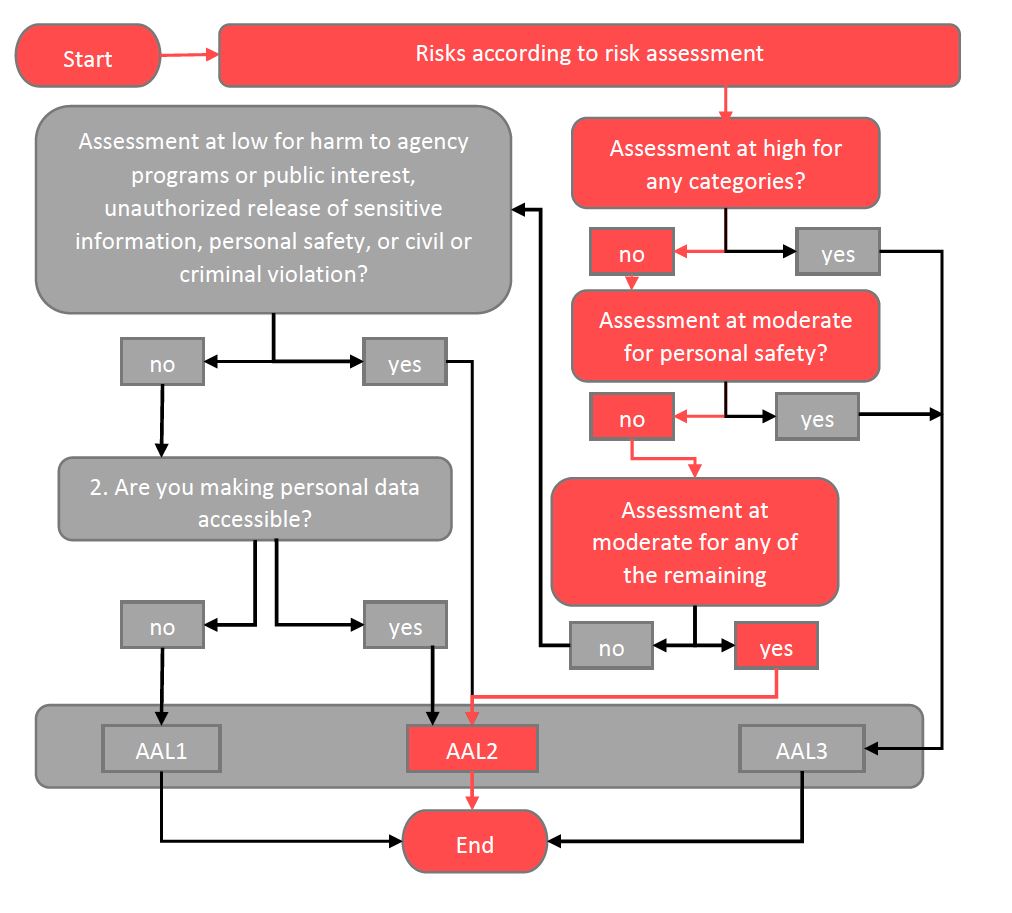 Start
Risks according to risk assessment
Assessment at low for harm to agency
programs or public interest,
unauthorized release of sensitive
information, personal safety, or civil or
criminal violation?
Assessment at high for
any categories?
no
yes
Assessment at moderate
for personal safety?
no
yes
no
yes
2. Are you making personal data
accessible?
Assessment at
moderate for any of
the remaining
no
yes
no
yes
AAL1
AAL2
AAL3
End